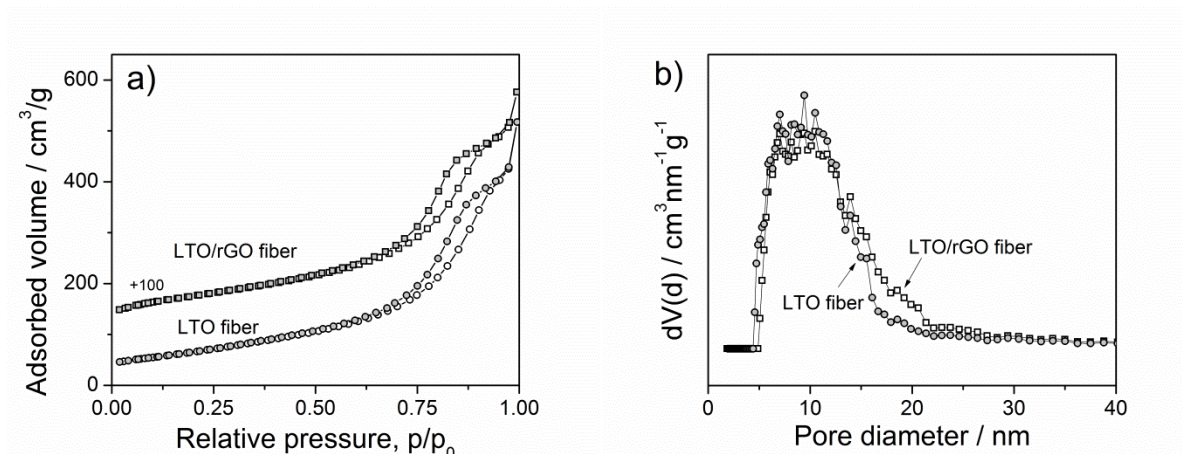 a)
Adsorbed volume / cm³/g
600
400
200
0
LTO/rGO fiber
+100
LTO fiber
0.00 0.25 0.50 0.75 1.00
Relative pressure, p/p₀
b)
dV(d) / cm³nm⁻¹g⁻¹
LTO/rGO fiber
LTO fiber
0 10 20 30 40
Pore diameter / nm